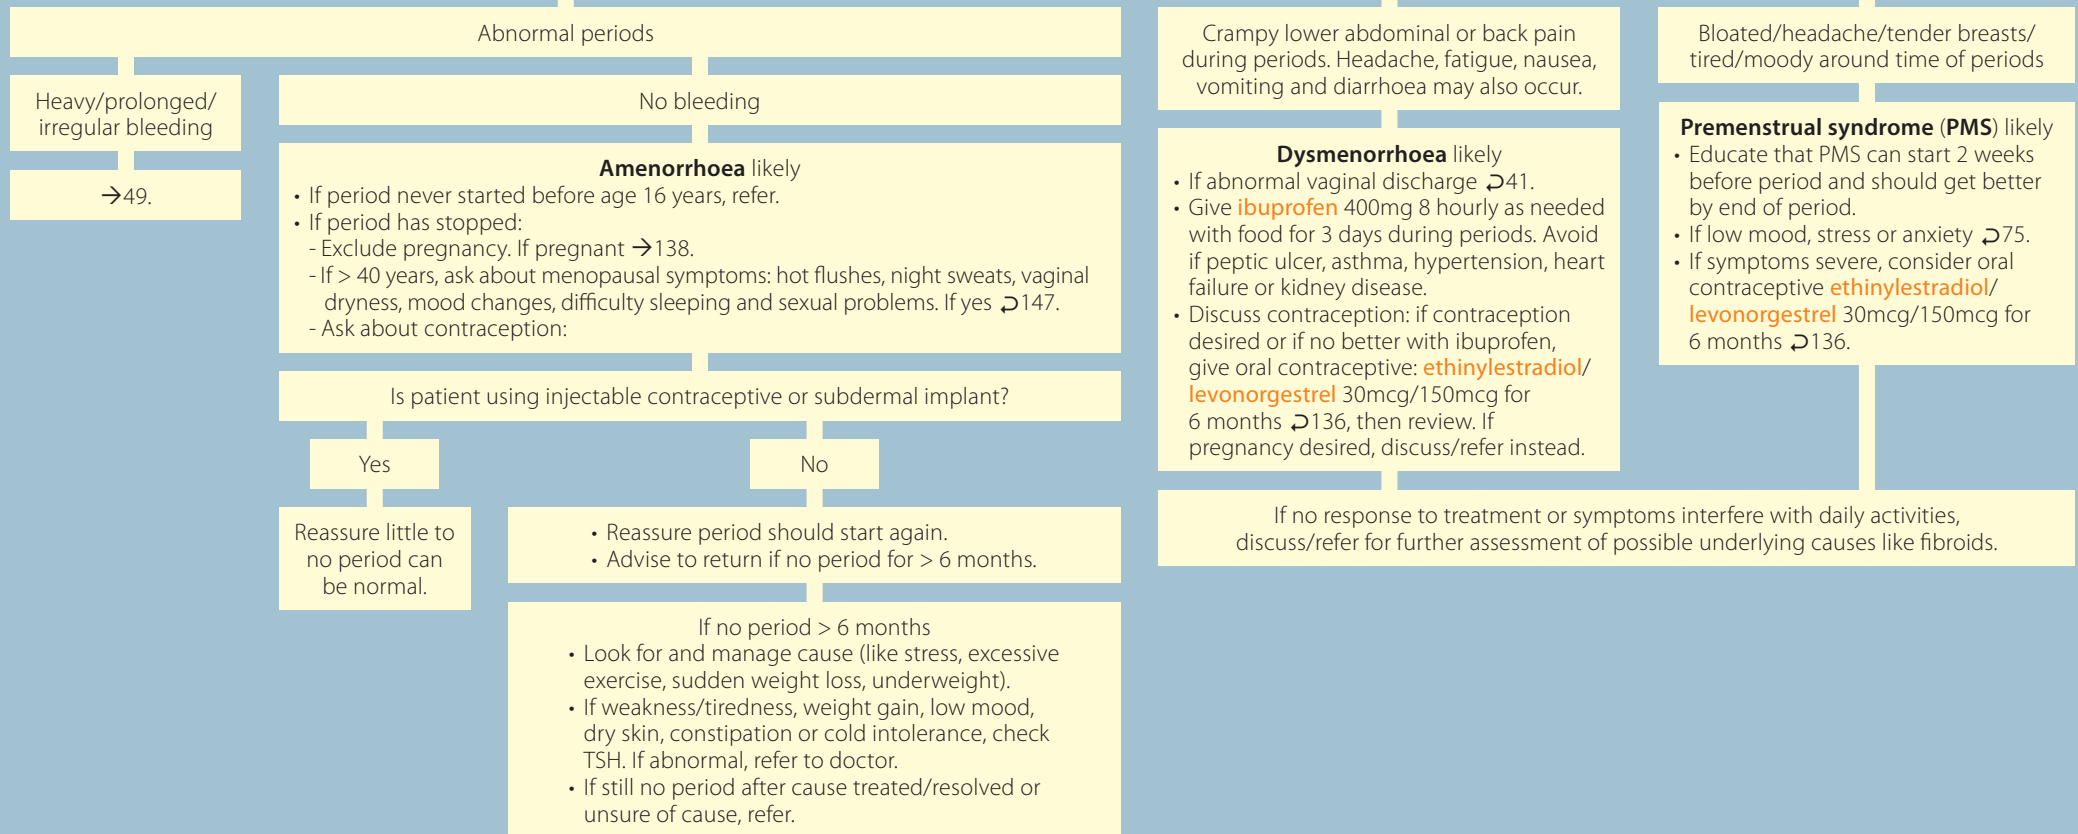 Abnormal periods
Heavy/prolonged/
irregular bleeding
→49.
No bleeding
Amenorrhoea likely
• If period never started before age 16 years, refer.
• If period has stopped:
- Exclude pregnancy. If pregnant →138.
- If > 40 years, ask about menopausal symptoms: hot flushes, night sweats, vaginal
dryness, mood changes, difficulty sleeping and sexual problems. If yes ⮌147.
- Ask about contraception:
Is patient using injectable contraceptive or subdermal implant?
Yes
Reassure little to
no period can
be normal.
No
• Reassure period should start again.
• Advise to return if no period for > 6 months.
If no period > 6 months
• Look for and manage cause (like stress, excessive
exercise, sudden weight loss, underweight).
• If weakness/tiredness, weight gain, low mood,
dry skin, constipation or cold intolerance, check
TSH. If abnormal, refer to doctor.
• If still no period after cause treated/resolved or
unsure of cause, refer.
Crampy lower abdominal or back pain
during periods. Headache, fatigue, nausea,
vomiting and diarrhoea may also occur.
Dysmenorrhoea likely
• If abnormal vaginal discharge ⮌41.
• Give ibuprofen 400mg 8 hourly as needed
with food for 3 days during periods. Avoid
if peptic ulcer, asthma, hypertension, heart
failure or kidney disease.
• Discuss contraception: if contraception
desired or if no better with ibuprofen,
give oral contraceptive: ethinylestradiol/
levonorgestrel 30mcg/150mcg for
6 months ⮌136, then review. If
pregnancy desired, discuss/refer instead.
Bloated/headache/tender breasts/
tired/moody around time of periods
Premenstrual syndrome (PMS) likely
• Educate that PMS can start 2 weeks
before period and should get better
by end of period.
• If low mood, stress or anxiety ⮌75.
• If symptoms severe, consider oral
contraceptive ethinylestradiol/
levonorgestrel 30mcg/150mcg for
6 months ⮌136.
If no response to treatment or symptoms interfere with daily activities,
discuss/refer for further assessment of possible underlying causes like fibroids.